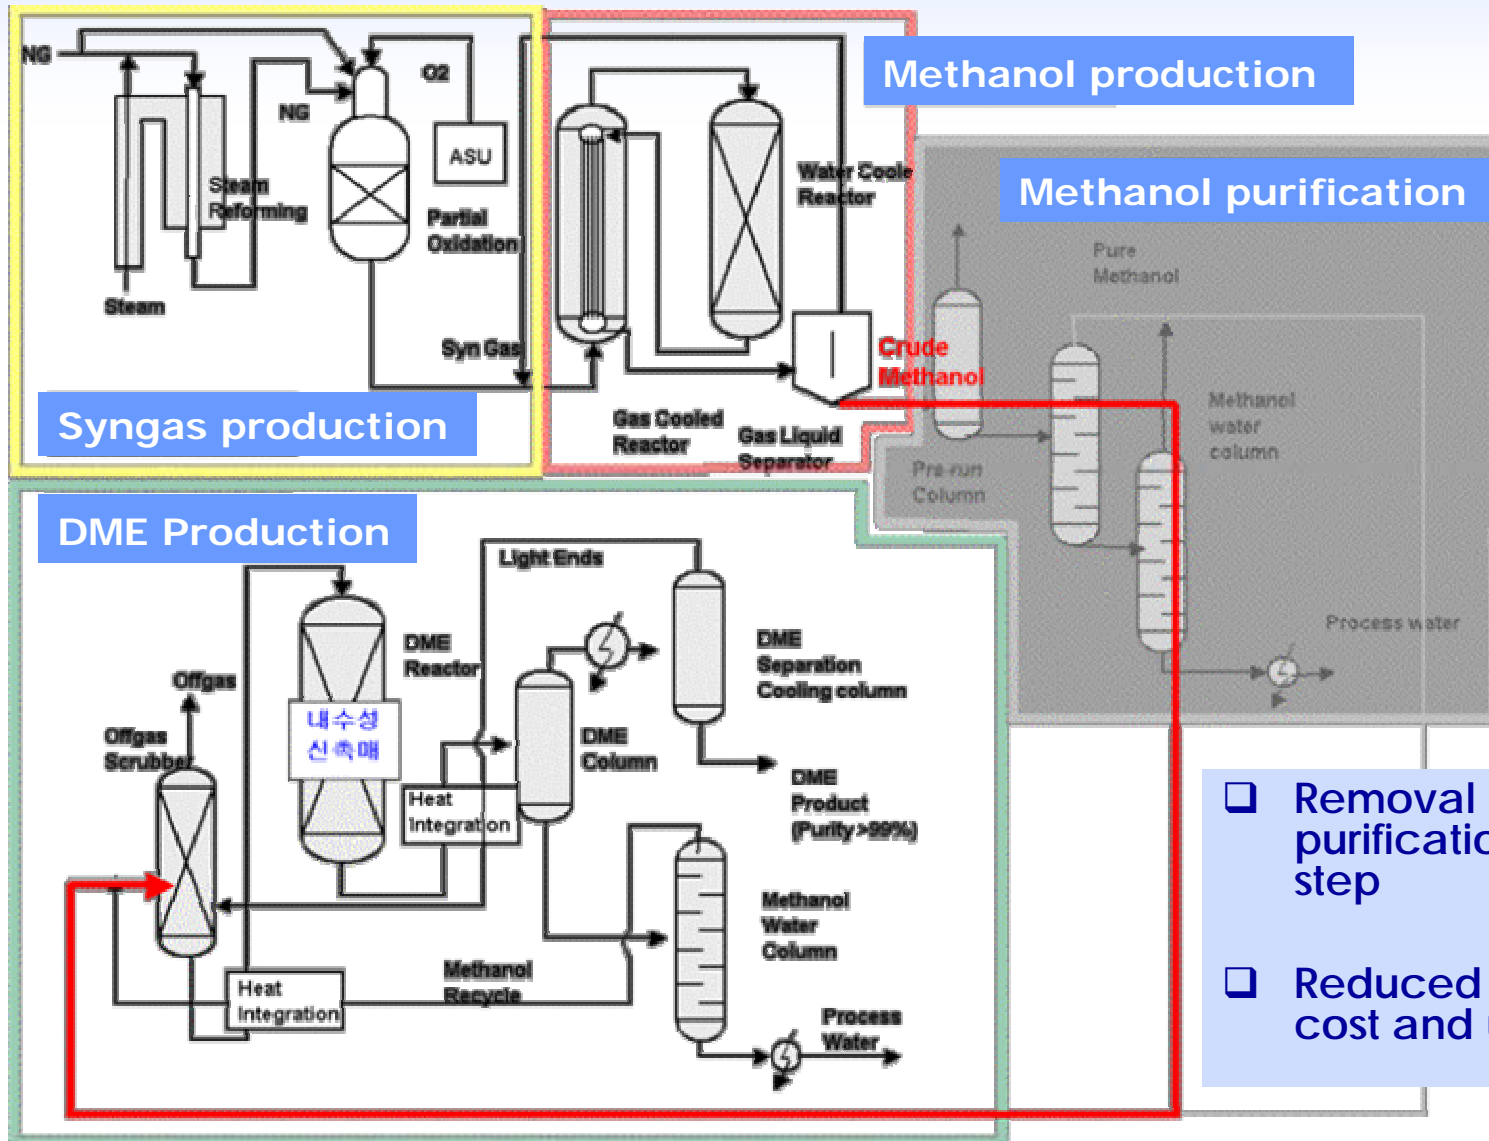 NG
O2
NG
ASU
Steam
Reforming
Partial
Oxidation
Steam
Syn Gas
Syngas production
Methanol production
Water Coole
Reactor
Crude
Methanol
Gas Cooled
Reactor
Gas Liquid
Separator
Methanol purification
Pure
Methanol
Methanol
water
column
Pre-run
Column
Process water
DME Production
Light Ends
DME
Reactor
내수성
신촉매
Offgas
Offgas
Scrubber
DME
Separation
Cooling column
DME
Column
Heat
Integration
DME
Product
(Purity>99%)
Methanol
Water
Column
Methanol
Recycle
Heat
Integration
Process
Water
❑ Removal
purificatio
step
❑ Reduced
cost and